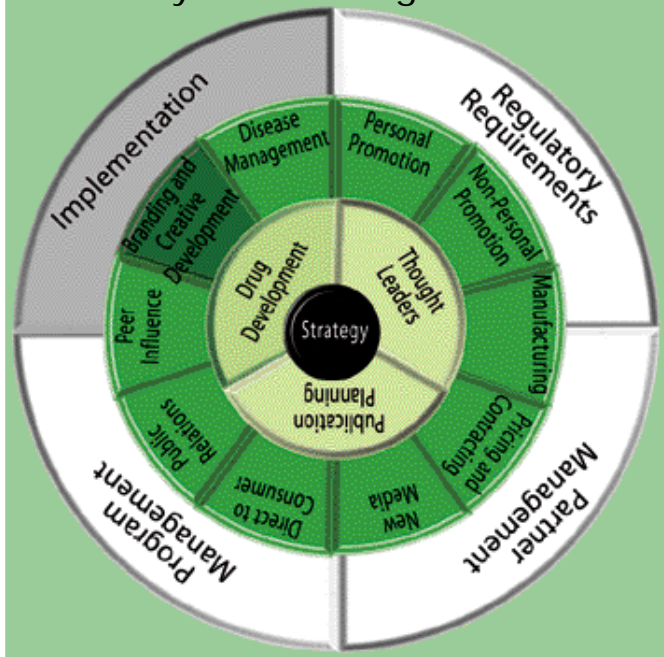 Implementation
Regulatory
Requirements
Disease
Management
Personal
Promotion
Branding and
Creative
Development
Non-Personal
Promotion
Drug
Development
Thought
Leaders
Strategy
Peer
Influence
Manufacturing
Publication
Planning
Public
Relations
Pricing and
Contracting
Direct to
Consumer
New
Media
Program
Management
Partner
Management